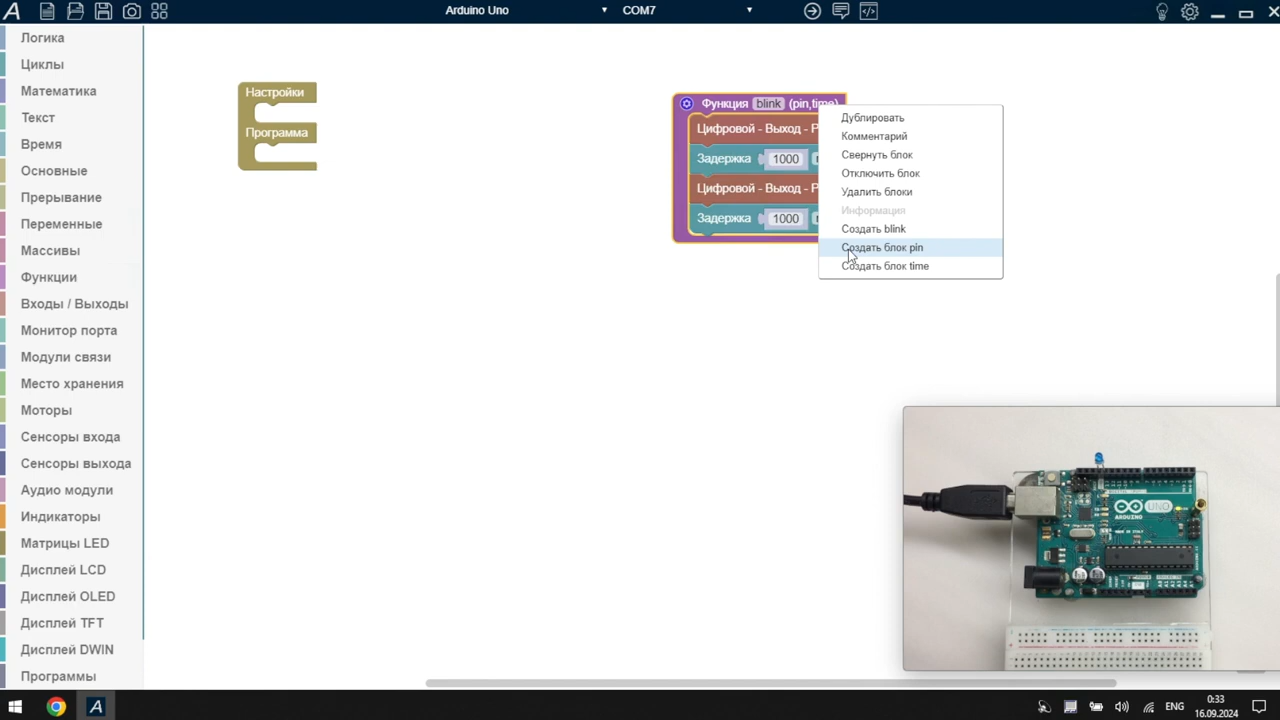 Arduino Uno
COM7
Логика
Циклы
Математика
Текст
Время
Основные
Прерывание
Переменные
Массивы
Функции
Входы / Выходы
Монитор порта
Модули связи
Место хранения
Моторы
Сенсоры входа
Сенсоры выхода
Аудио модули
Индикаторы
Матрицы LED
Дисплей LCD
Дисплей OLED
Дисплей TFT
Дисплей DWIN
Программы
Настройки
Программа
Функция blink (pin,time)
Цифровой - Выход - P
Задержка 1000
Цифровой - Выход - P
Задержка 1000
Дублировать
Комментарий
Свернуть блок
Отключить блок
Удалить блоки
Информация
Создать blink
Создать блок pin
Создать блок time
UNO
ARDUINO
ENG
0:33
16.09.2024